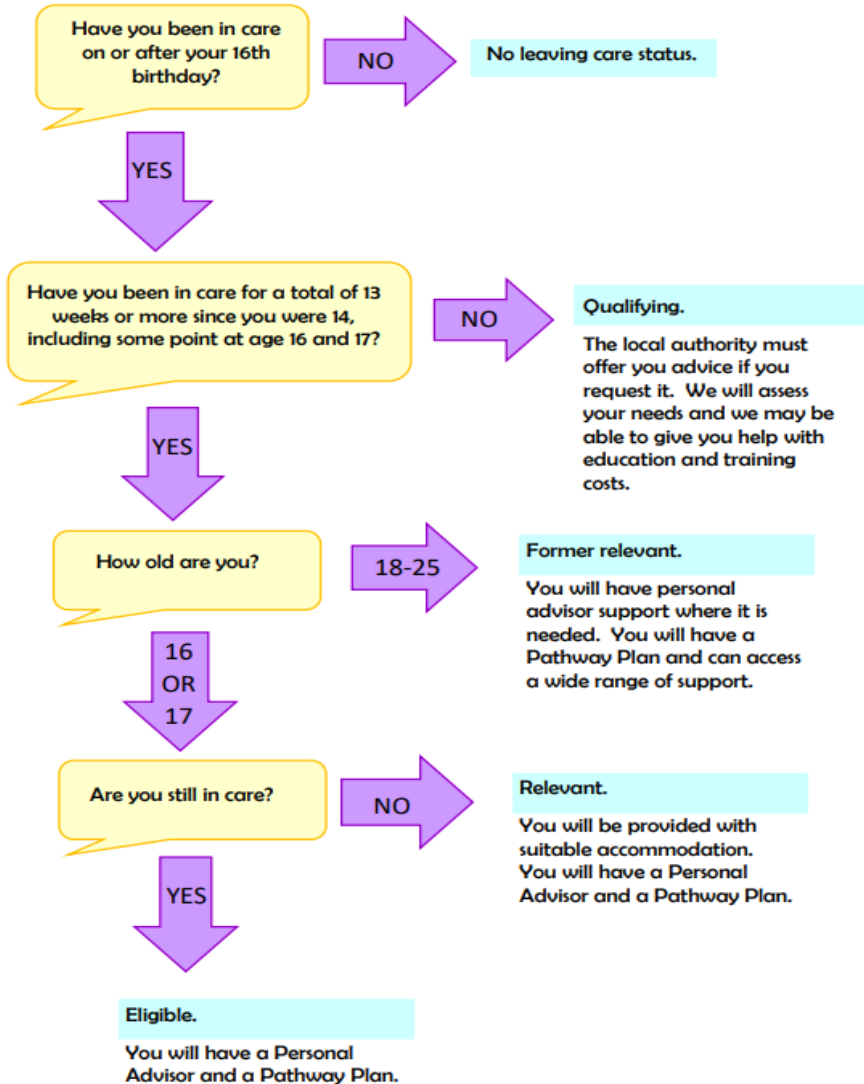 Have you been in care
on or after your 16th
birthday?
NO
No leaving care status.
YES
Have you been in care for a total of 13
weeks or more since you were 14,
including some point at age 16 and 17?
NO
Qualifying.
The local authority must
offer you advice if you
request it. We will assess
your needs and we may be
able to give you help with
education and training
costs.
YES
How old are you?
18-25
Former relevant.
You will have personal
advisor support where it is
needed. You will have a
Pathway Plan and can access
a wide range of support.
16
OR
17
Are you still in care?
NO
Relevant.
You will be provided with
suitable accommodation.
You will have a Personal
Advisor and a Pathway Plan.
YES
Eligible.
You will have a Personal
Advisor and a Pathway Plan.